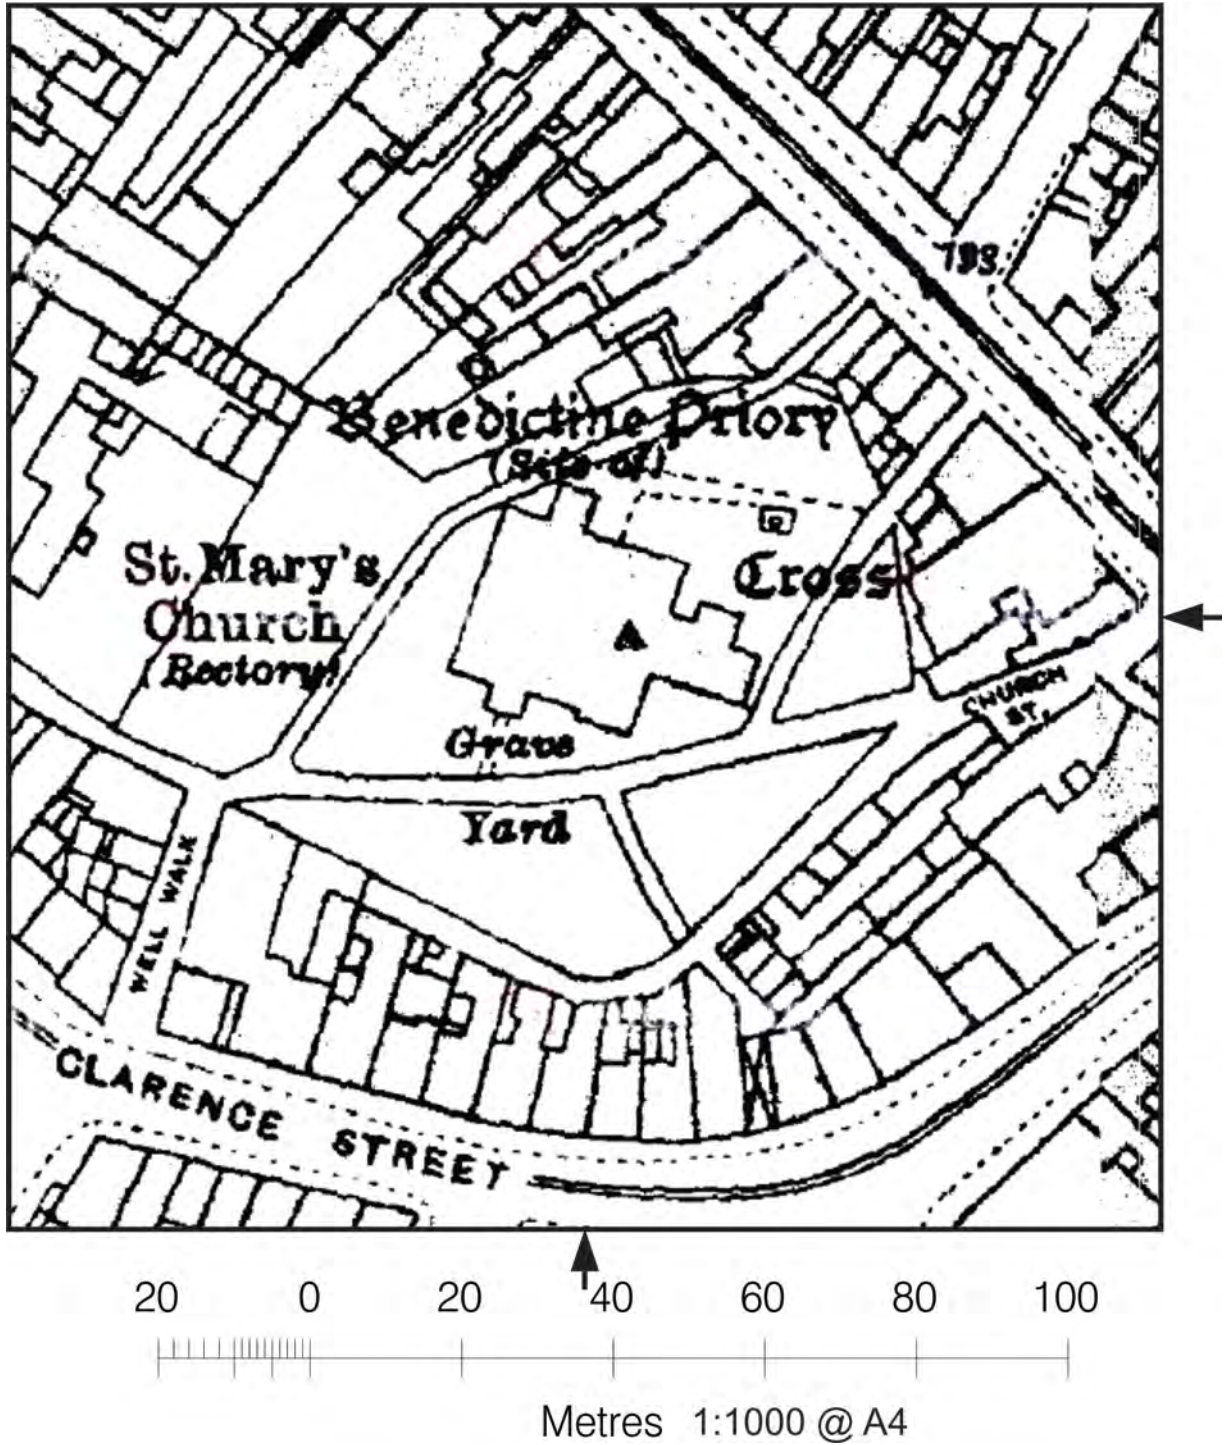 198
Benedictine Priory
(Site of)
St. Mary's
Church
(Rectory)
Cross
CHURCH
ST.
Grave
Yard
WELL WALK
CLARENCE STREET
20 0 20 40 60 80 100
Metres 1:1000 @ A4